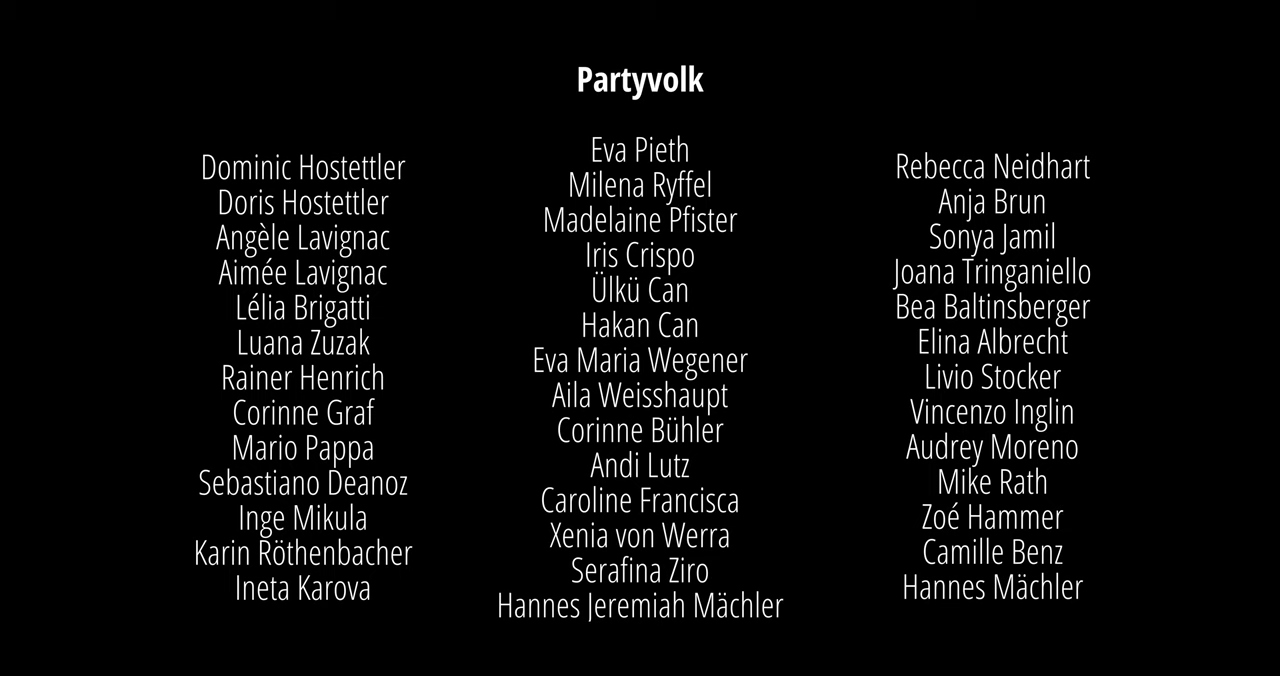 Partyvolk
Dominic Hostettler
Doris Hostettler
Angèle Lavignac
Aimée Lavignac
Lélia Brigatti
Luana Zuzak
Rainer Henrich
Corinne Graf
Mario Pappa
Sebastiano Deanoz
Inge Mikula
Karin Röthenbacher
Ineta Karova
Eva Pieth
Milena Ryffel
Madelaine Pfister
Iris Crispo
Ülkü Can
Hakan Can
Eva Maria Wegener
Aila Weisshaupt
Corinne Bühler
Andi Lutz
Caroline Francisca
Xenia von Werra
Serafina Ziro
Hannes Jeremiah Mächler
Rebecca Neidhart
Anja Brun
Sonya Jamil
Joana Tringaniello
Bea Baltinsberger
Elina Albrecht
Livio Stocker
Vincenzo Inglin
Audrey Moreno
Mike Rath
Zoé Hammer
Camille Benz
Hannes Mächler